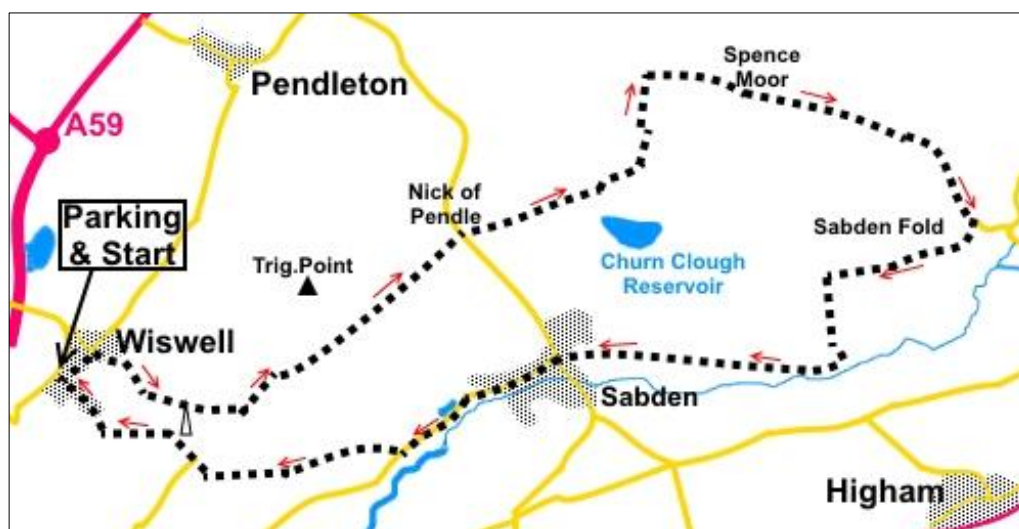 Spence
Moor
Pendleton
A59
Nick of
Pendle
Parking
& Start
Sabden Fold
Trig.Point
Churn Clough
Reservoir
Wiswell
Sabden
Higham